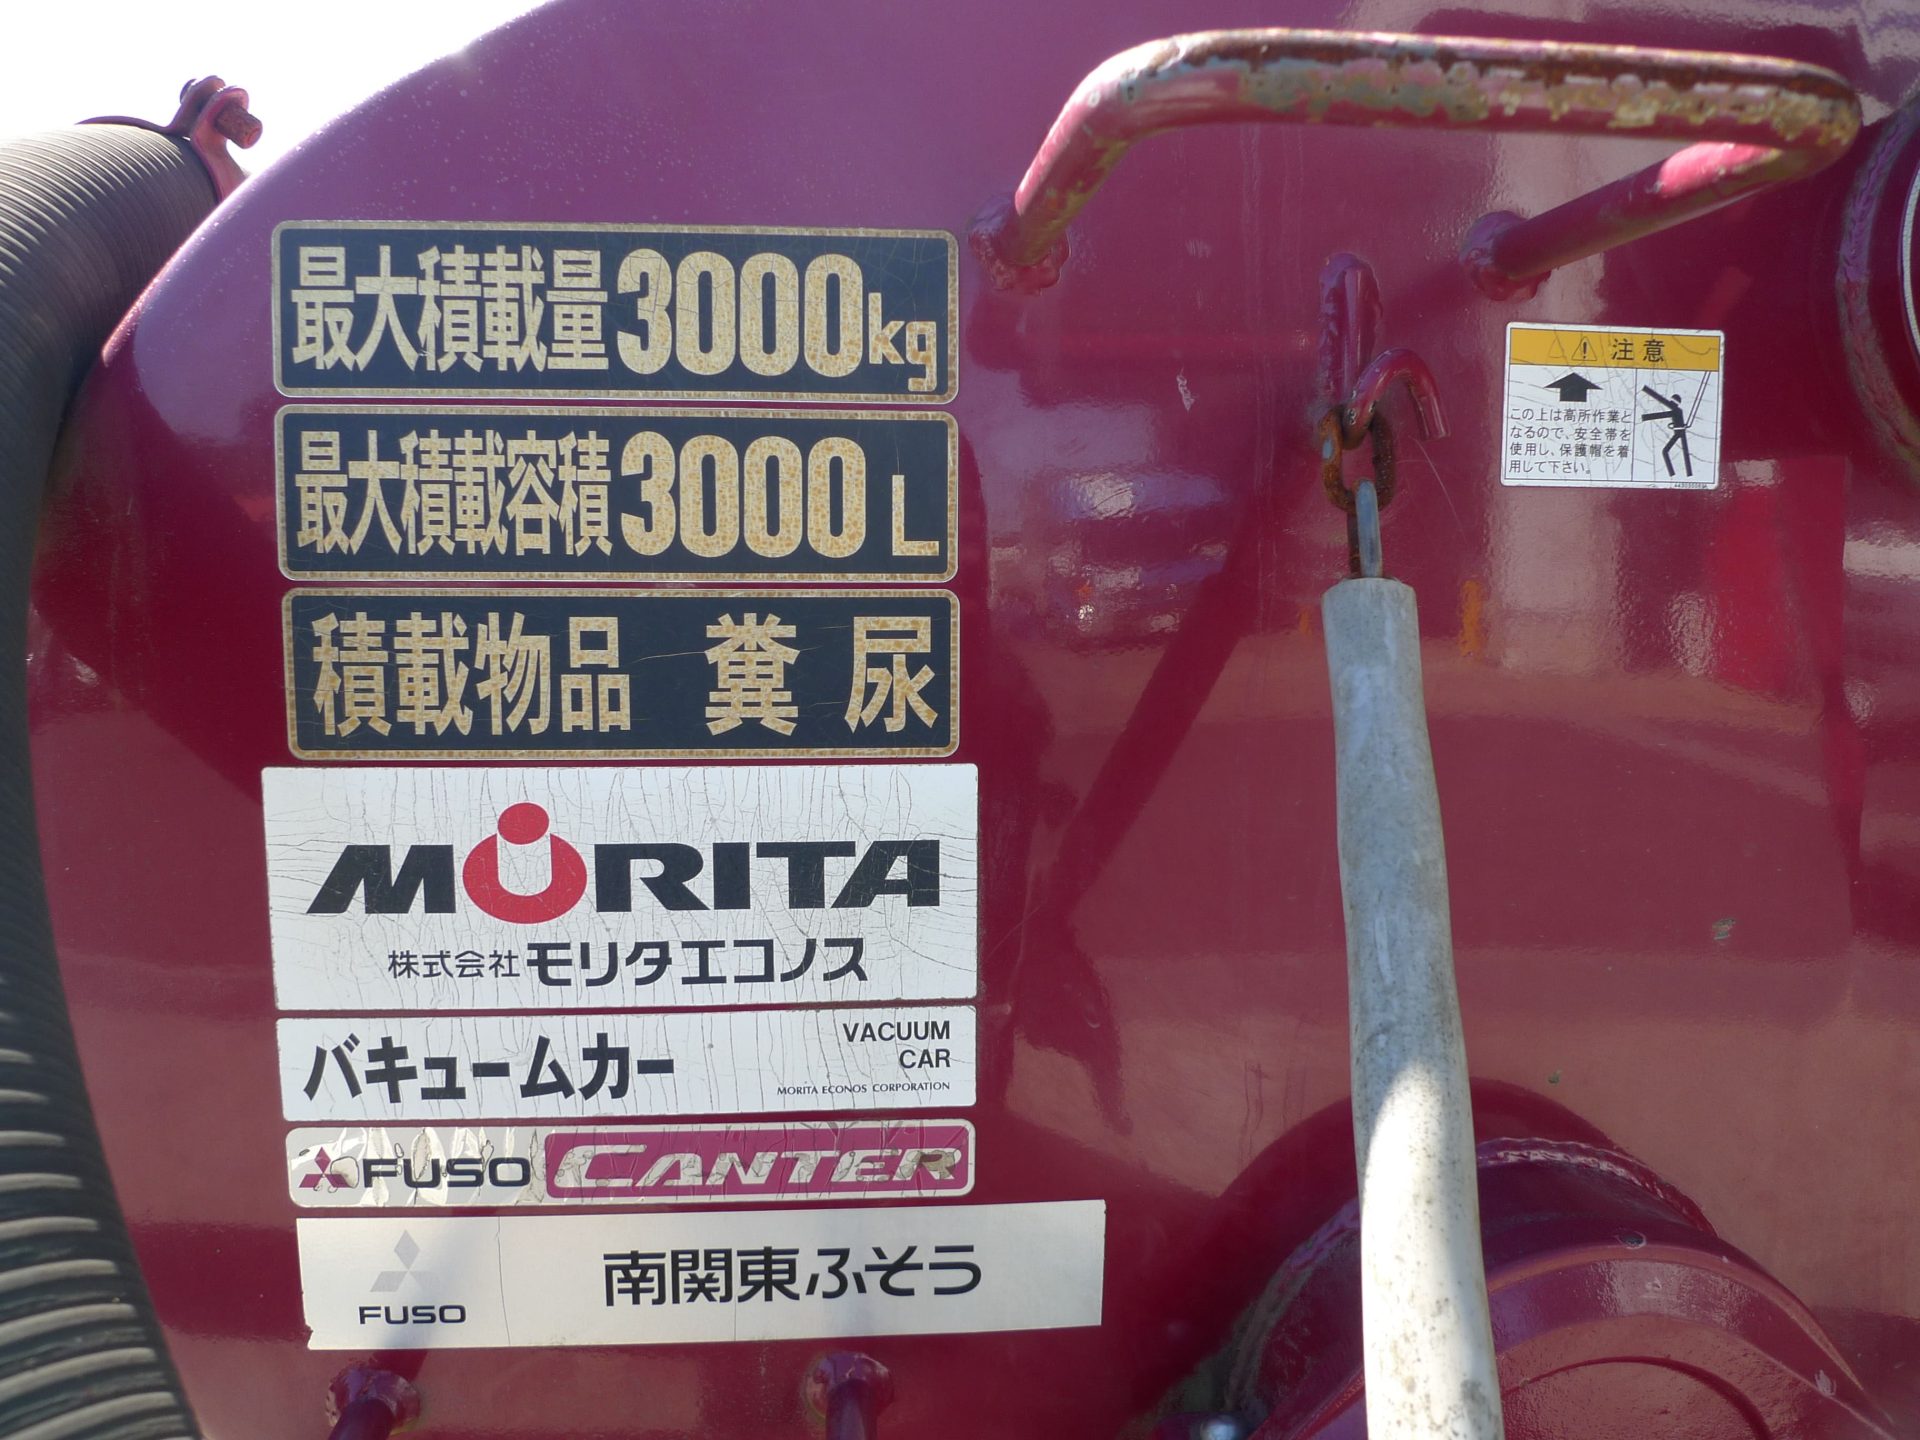 最大積載量3000kg
最大積載容積3000L
積載物品 糞尿
MORITA
株式会社モリタエコノス
バキュームカー
VACUUM
CAR
MORITA ECONOS CORPORATION
FUSO CANTER
FUSO
南関東ふそう
注意
この上は高所作業と
なるので、安全帯を
使用し、保護帽を着
用して下さい。